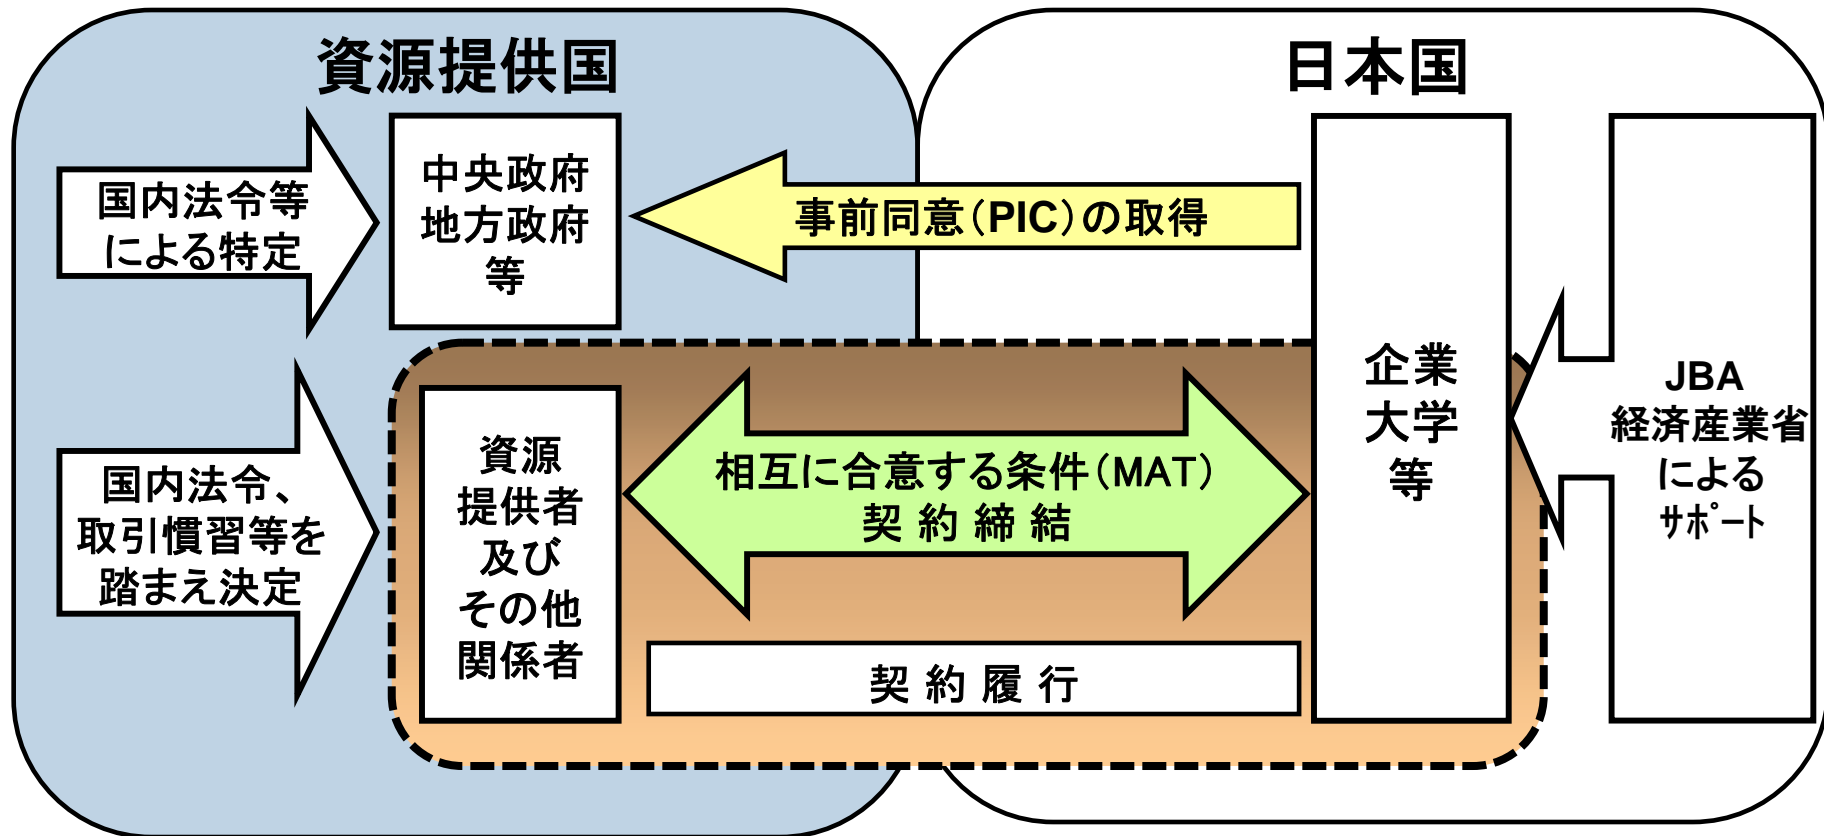 資源提供国
日本国
国内法令等
による特定
中央政府
地方政府
等
事前同意(PIC)の取得
国内法令、
取引慣習等を
踏まえ決定
資源
提供者
及び
その他
関係者
相互に合意する条件(MAT)
契約締結
契約履行
企業
大学
等
JBA
経済産業省
による
ｻﾎﾟｰﾄ